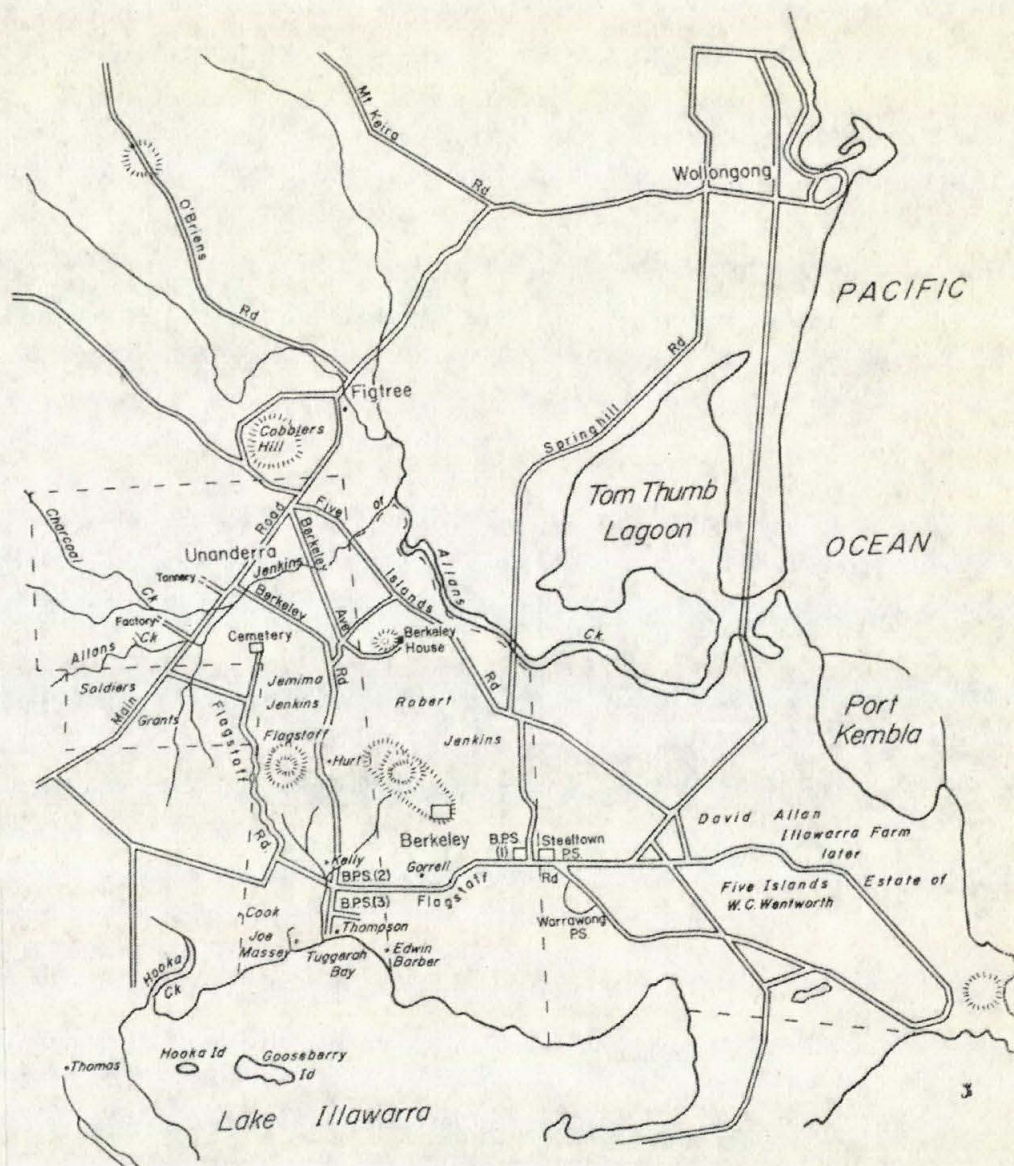 Mt Keira
Rd
Wollongong
O'Briens
Rd
PACIFIC
Rd
Figtree
Cobblers
Hill
Springhill
Tom Thumb
Lagoon
OCEAN
Charcoal
Ck
Road
Five
Islands
Rd
or
Allans
Ck.
Unanderra
Jenkins
Berkeley
Ave
Tannery
Berkeley
Rd
Factory
Ck
Allans
Cemetery
Berkeley
House
Soldiers
Grants
Main
Jemima
Jenkins
Robert
Jenkins
Port
Kembla
Flagstaff
Rd
Flagstaff
Hurt
Berkeley
B.P.S.
(1)
Steeltown
P.S.
David Allan
Illawarra Farm
later
Kelly
B.P.S.(2)
Gorrell
Flagstaff
Rd
Five Islands
Estate of
W.C.Wentworth
B.P.S.(3)
Warrawong
P.S.
Cook
Joe
Massey
Thompson
Tuggerah
Bay
Edwin
Barber
Hooka
Ck
Thomas
Hooka Id
Gooseberry
Id
Lake Illawarra